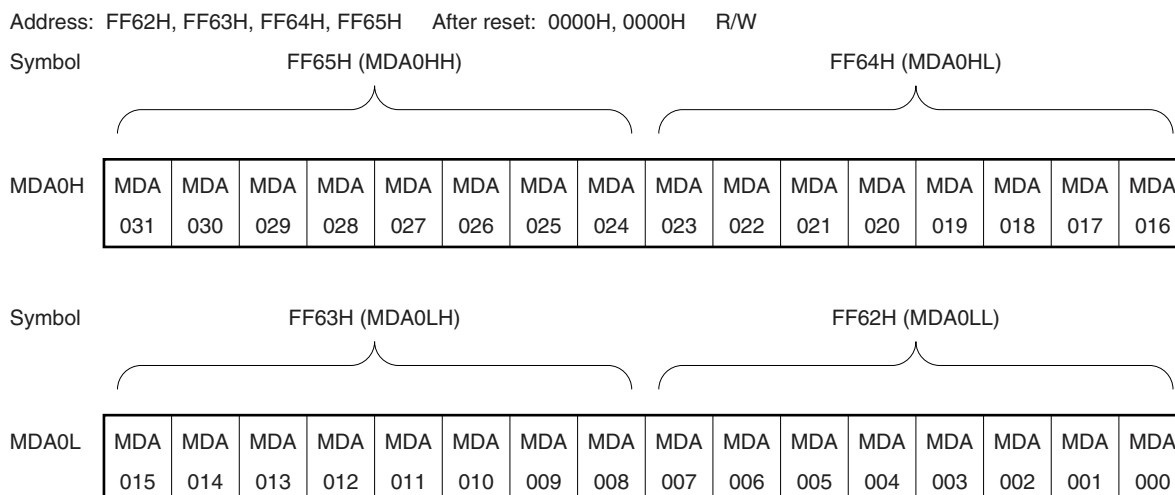 Address: FF62H, FF63H, FF64H, FF65H After reset: 0000H, 0000H R/W
Symbol FF65H (MDA0HH) FF64H (MDA0HL)
MDA0H MDA MDA MDA MDA MDA MDA MDA MDA MDA MDA MDA MDA MDA MDA MDA MDA
031 030 029 028 027 026 025 024 023 022 021 020 019 018 017 016
Symbol FF63H (MDA0LH) FF62H (MDA0LL)
MDA0L MDA MDA MDA MDA MDA MDA MDA MDA MDA MDA MDA MDA MDA MDA MDA MDA
015 014 013 012 011 010 009 008 007 006 005 004 003 002 001 000